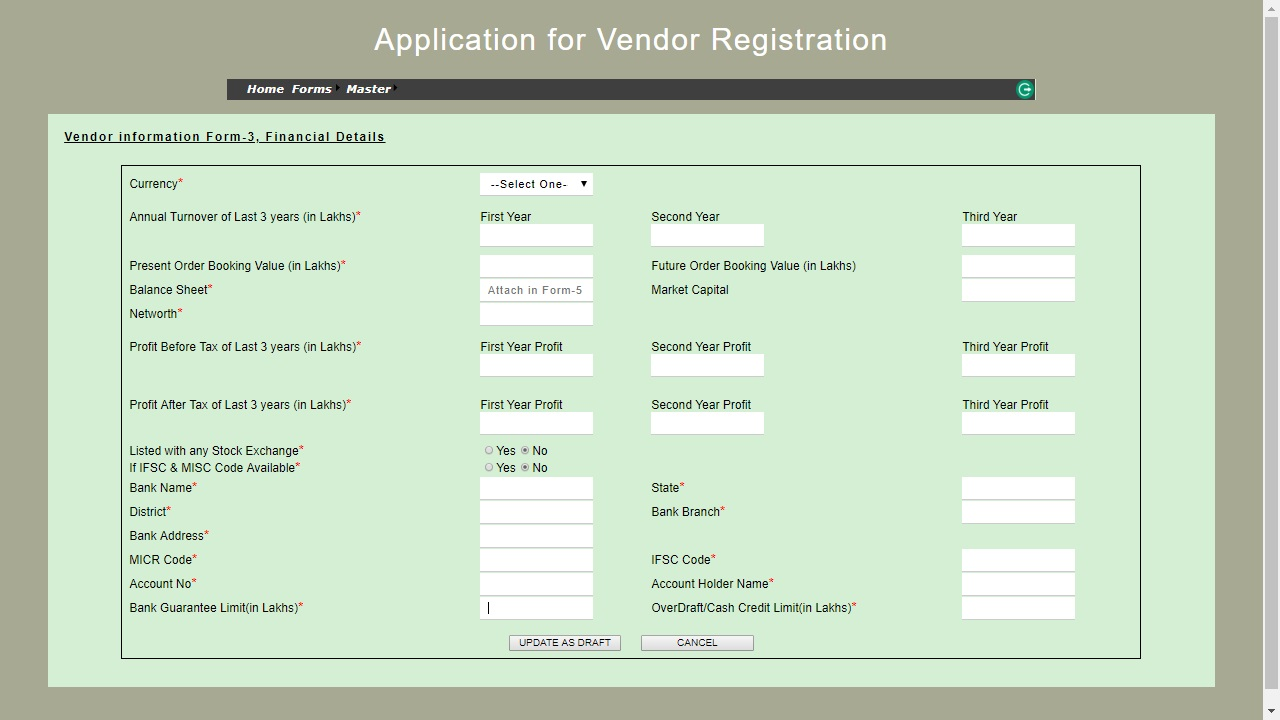 Application for Vendor Registration
Home Forms Master
Vendor information Form-3, Financial Details
Currency* --Select One-
Annual Turnover of Last 3 years (in Lakhs)* First Year Second Year Third Year
Present Order Booking Value (in Lakhs)* Future Order Booking Value (in Lakhs)
Balance Sheet* Attach in Form-5 Market Capital
Networth*
Profit Before Tax of Last 3 years (in Lakhs)* First Year Profit Second Year Profit Third Year Profit
Profit After Tax of Last 3 years (in Lakhs)* First Year Profit Second Year Profit Third Year Profit
Listed with any Stock Exchange* Yes No
If IFSC & MISC Code Available* Yes No
Bank Name* State*
District* Bank Branch*
Bank Address*
MICR Code* IFSC Code*
Account No* Account Holder Name*
Bank Guarantee Limit(in Lakhs)* OverDraft/Cash Credit Limit(in Lakhs)*
UPDATE AS DRAFT CANCEL